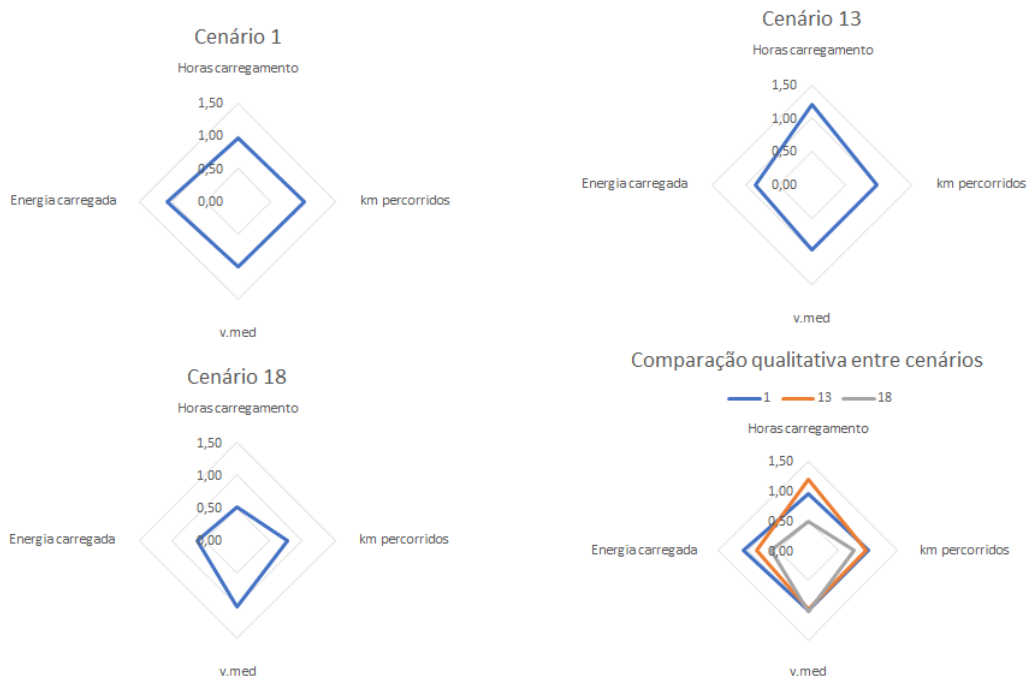 Cenário 1
Horas carregamento
1,50
1,00
0,50
0,00
Energia carregada
km percorridos
v.med
Cenário 13
Horas carregamento
1,50
1,00
0,50
0,00
Energia carregada
km percorridos
v.med
Cenário 18
Horas carregamento
1,50
1,00
0,50
0,00
Energia carregada
km percorridos
v.med
Comparação qualitativa entre cenários
1 13 18
Horas carregamento
1,50
1,00
0,50
0,00
Energia carregada
km percorridos
v.med